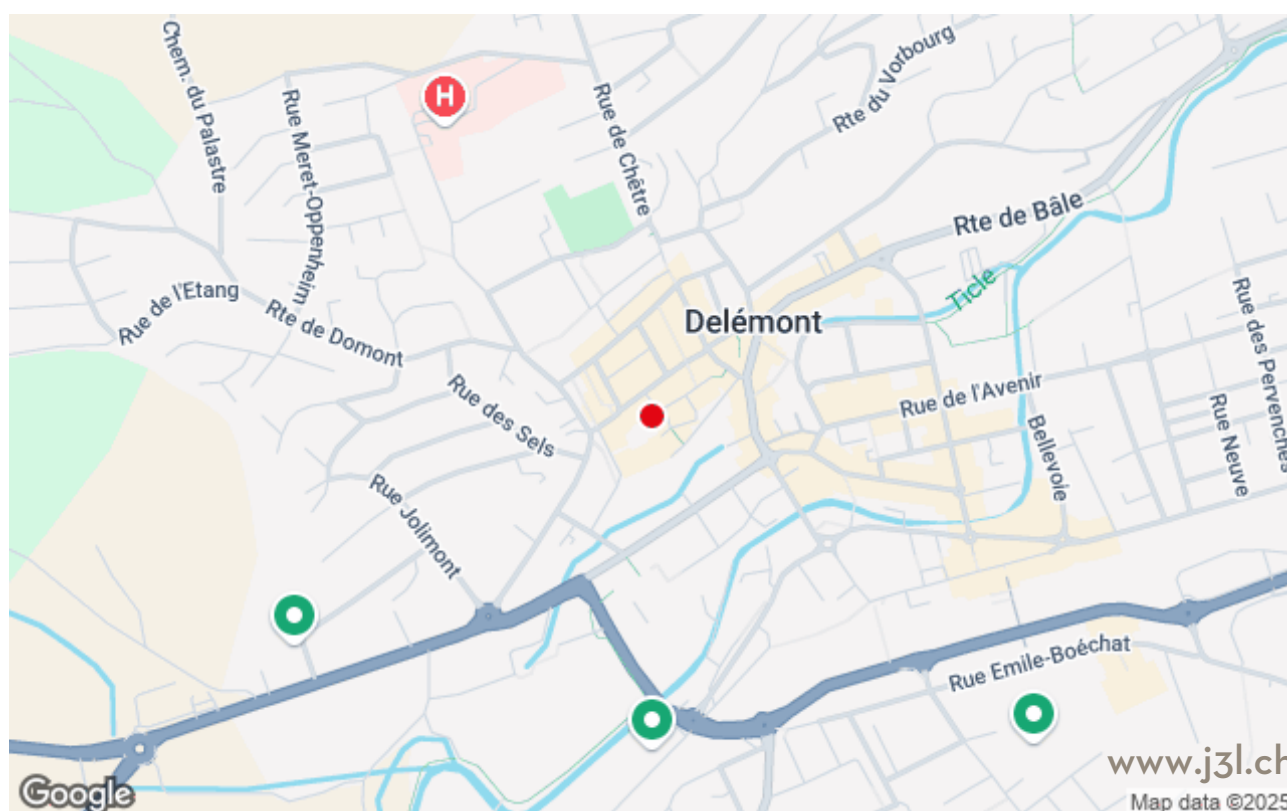 Chem. du Palastre
Rue Meret-Oppenheim
H
Rue de Chêtre
Rte du Vorbourg
Rte de Bâle
Ticle
Rue de l'Etang
Rte de Domont
Delémont
Rue des Sels
Rue de l'Avenir
Rue des Pervenches
Rue Neuve
Bellevoie
Rue Jolimont
Rue Emile-Boéchat
www.j3l.ch
Google
Map data ©2025